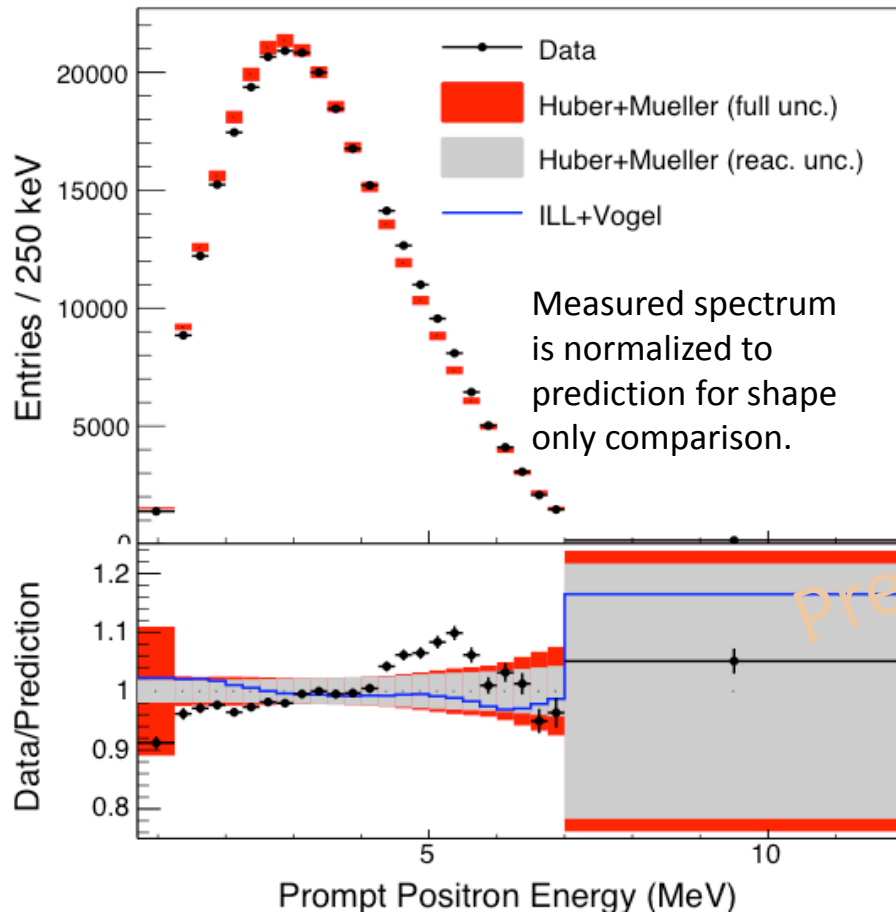 Entries / 250 keV
20000
15000
10000
5000
0
Data
Huber+Mueller (full unc.)
Huber+Mueller (reac. unc.)
ILL+Vogel
Measured spectrum
is normalized to
prediction for shape
only comparison.
Data/Prediction
1.2
1.1
1
0.9
0.8
Pre
5
10
Prompt Positron Energy (MeV)